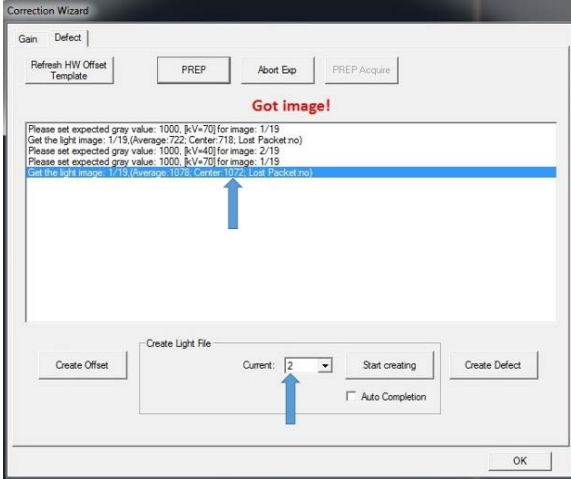 Correction Wizard
Gain Defect
Refresh HW Offset
Template
PREP
Abort Exp
PREP Acquire
Got image!
Please set expected gray value: 1000, [kV=70] for image: 1/19
Get the light image: 1/19,(Average:722; Center:718; Lost Packet:no)
Please set expected gray value: 1000, [kV=40] for image: 2/19
Please set expected gray value: 1000, [kV=70] for image: 1/19
Get the light image: 1/19,(Average:1078; Center:1072; Lost Packet:no)
Create Light File
Create Offset
Current: 2
Start creating
Create Defect
Auto Completion
OK